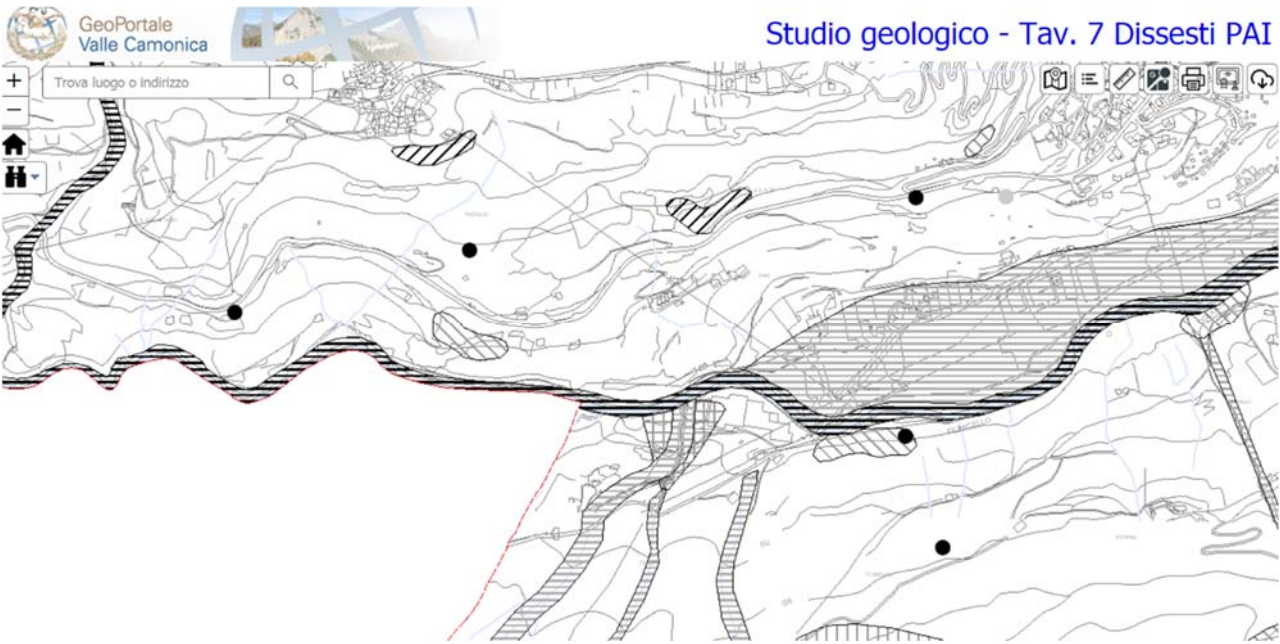 GeoPortale
Valle Camonica
Studio geologico - Tav. 7 Dissesti PAI
+
Trova luogo o indirizzo
−